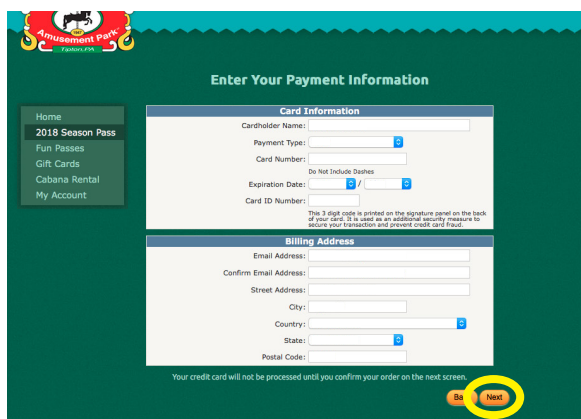 1947
Amusement Park
Tipton, PA
Enter Your Payment Information
Home
2018 Season Pass
Fun Passes
Gift Cards
Cabana Rental
My Account
Card Information
Cardholder Name:
Payment Type:
Card Number:
Do Not Include Dashes
Expiration Date: /
Card ID Number:
This 3 digit code is printed on the signature panel on the back
of your card. It is used as an additional security measure to
secure your transaction and prevent credit card fraud.
Billing Address
Email Address:
Confirm Email Address:
Street Address:
City:
Country:
State:
Postal Code:
Your credit card will not be processed until you confirm your order on the next screen.
Ba Next